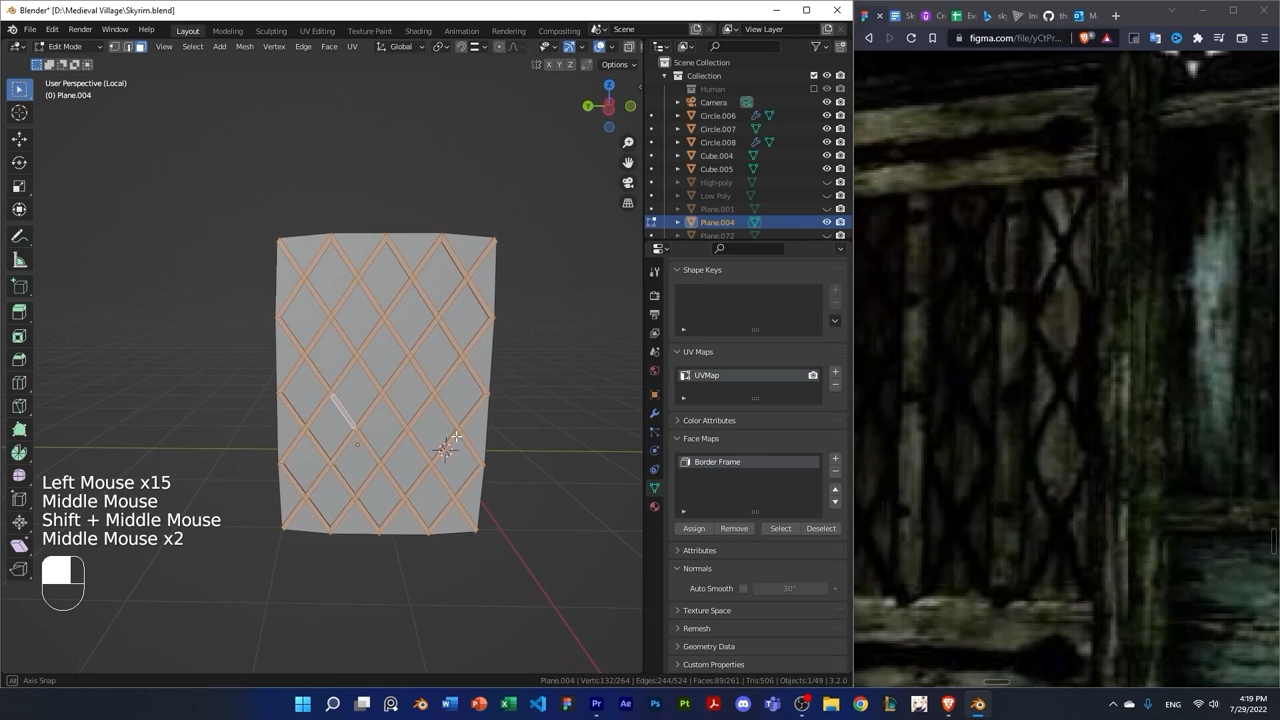 Blender* [D:\Medieval Village\Skyrim.blend]
File Edit Render Window Help Layout Modeling Sculpting UV Editing Texture Paint Shading Animation Rendering Compositing Scene View Layer
Edit Mode View Select Add Mesh Vertex Edge Face UV Global
X Y Z Options
User Perspective (Local)
(0) Plane.004
Z
Y
Scene Collection
Collection
Human
Camera
Circle.006
Circle.007
Circle.008
Cube.004
Cube.005
High-poly
Low Poly
Plane.001
Plane.004
Plane.072
Shape Keys
UV Maps
UVMap
Color Attributes
Face Maps
Border Frame
Assign Remove Select Deselect
Attributes
Normals
Auto Smooth 30°
Texture Space
Remesh
Geometry Data
Custom Properties
Left Mouse x15
Middle Mouse
Shift + Middle Mouse
Middle Mouse x2
Alt Axis Snap
Plane.004 | Verts:132/264 | Edges:244/524 | Faces:89/261 | Tris:506 | Objects:1/49 | 3.2.0
figma.com/file/yCtPr...
4:19 PM
7/29/2022